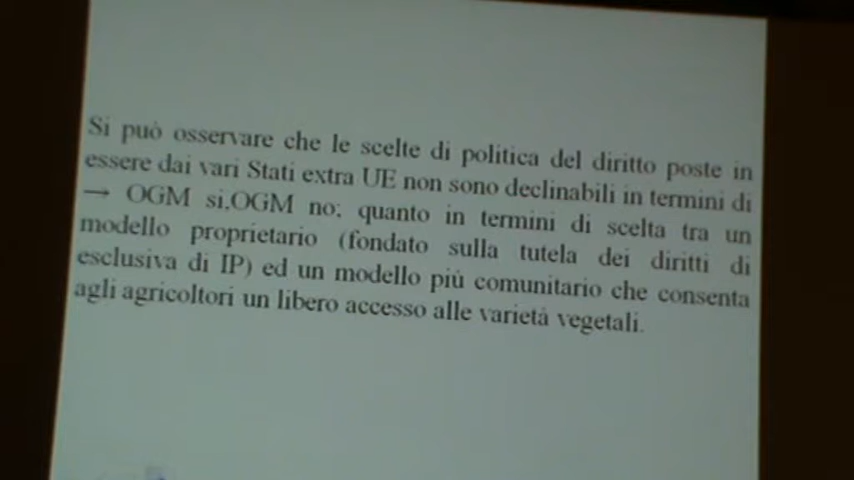 Si può osservare che le scelte di politica del diritto poste in
essere dai vari Stati extra UE non sono declinabili in termini di
→ OGM si,OGM no; quanto in termini di scelta tra un
modello proprietario (fondato sulla tutela dei diritti di
esclusiva di IP) ed un modello più comunitario che consenta
agli agricoltori un libero accesso alle varietà vegetali.